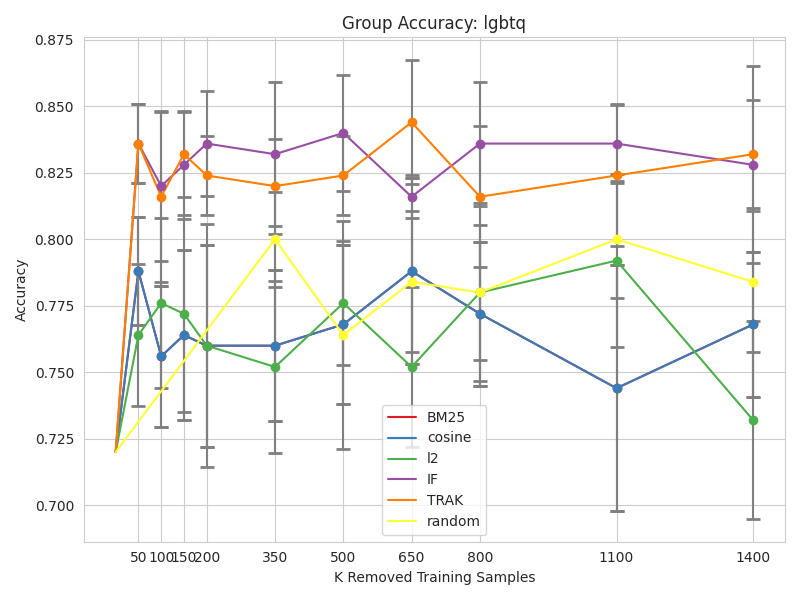 Group Accuracy: lgbtq
0.875
0.850
0.825
0.800
0.775
0.750
0.725
0.700
Accuracy
BM25
cosine
l2
IF
TRAK
random
50 100 150 200 350 500 650 800 1100 1400
K Removed Training Samples